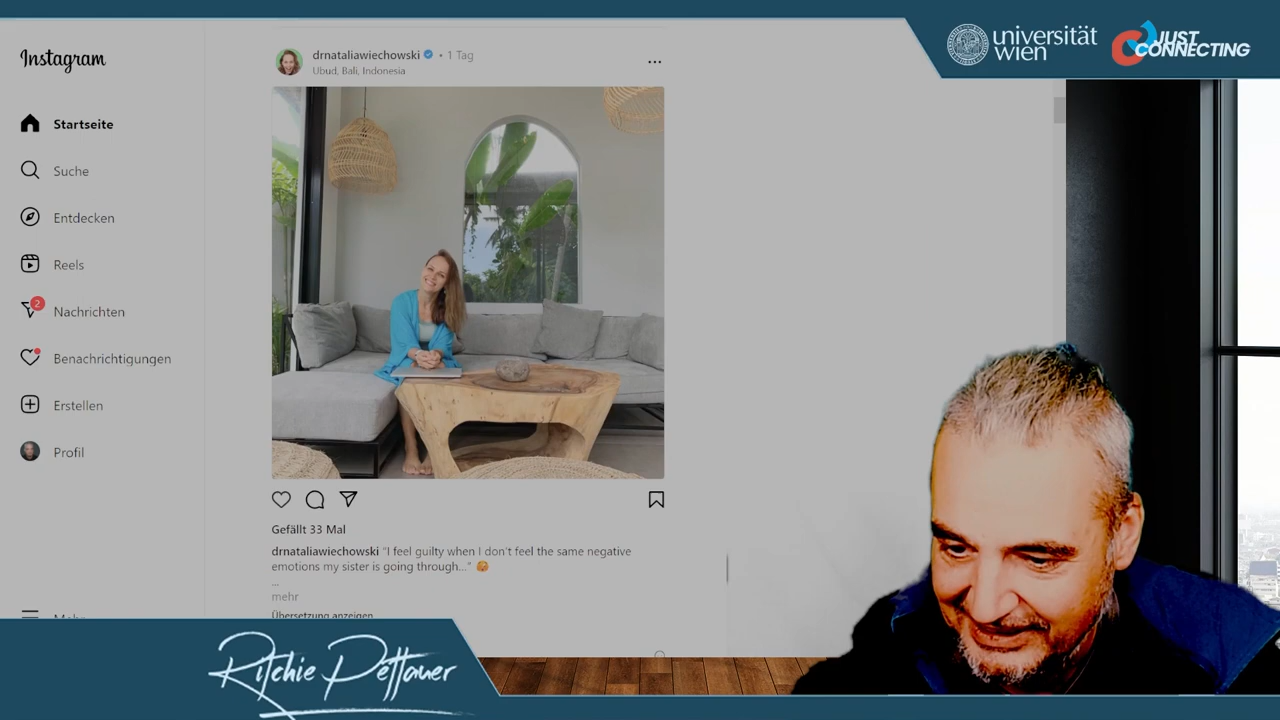 Instagram
drnataliawiechowski • 1 Tag
Ubud, Bali, Indonesia
universität
wien
JUST
CONNECTING
Startseite
Suche
Entdecken
Reels
2
Nachrichten
Benachrichtigungen
Erstellen
Profil
Gefällt 33 Mal
drnataliawiechowski "I feel guilty when I don't feel the same negative
emotions my sister is going through..."
...
mehr
Übersetzung anzeigen
Mehr
Ritchie Pettauer